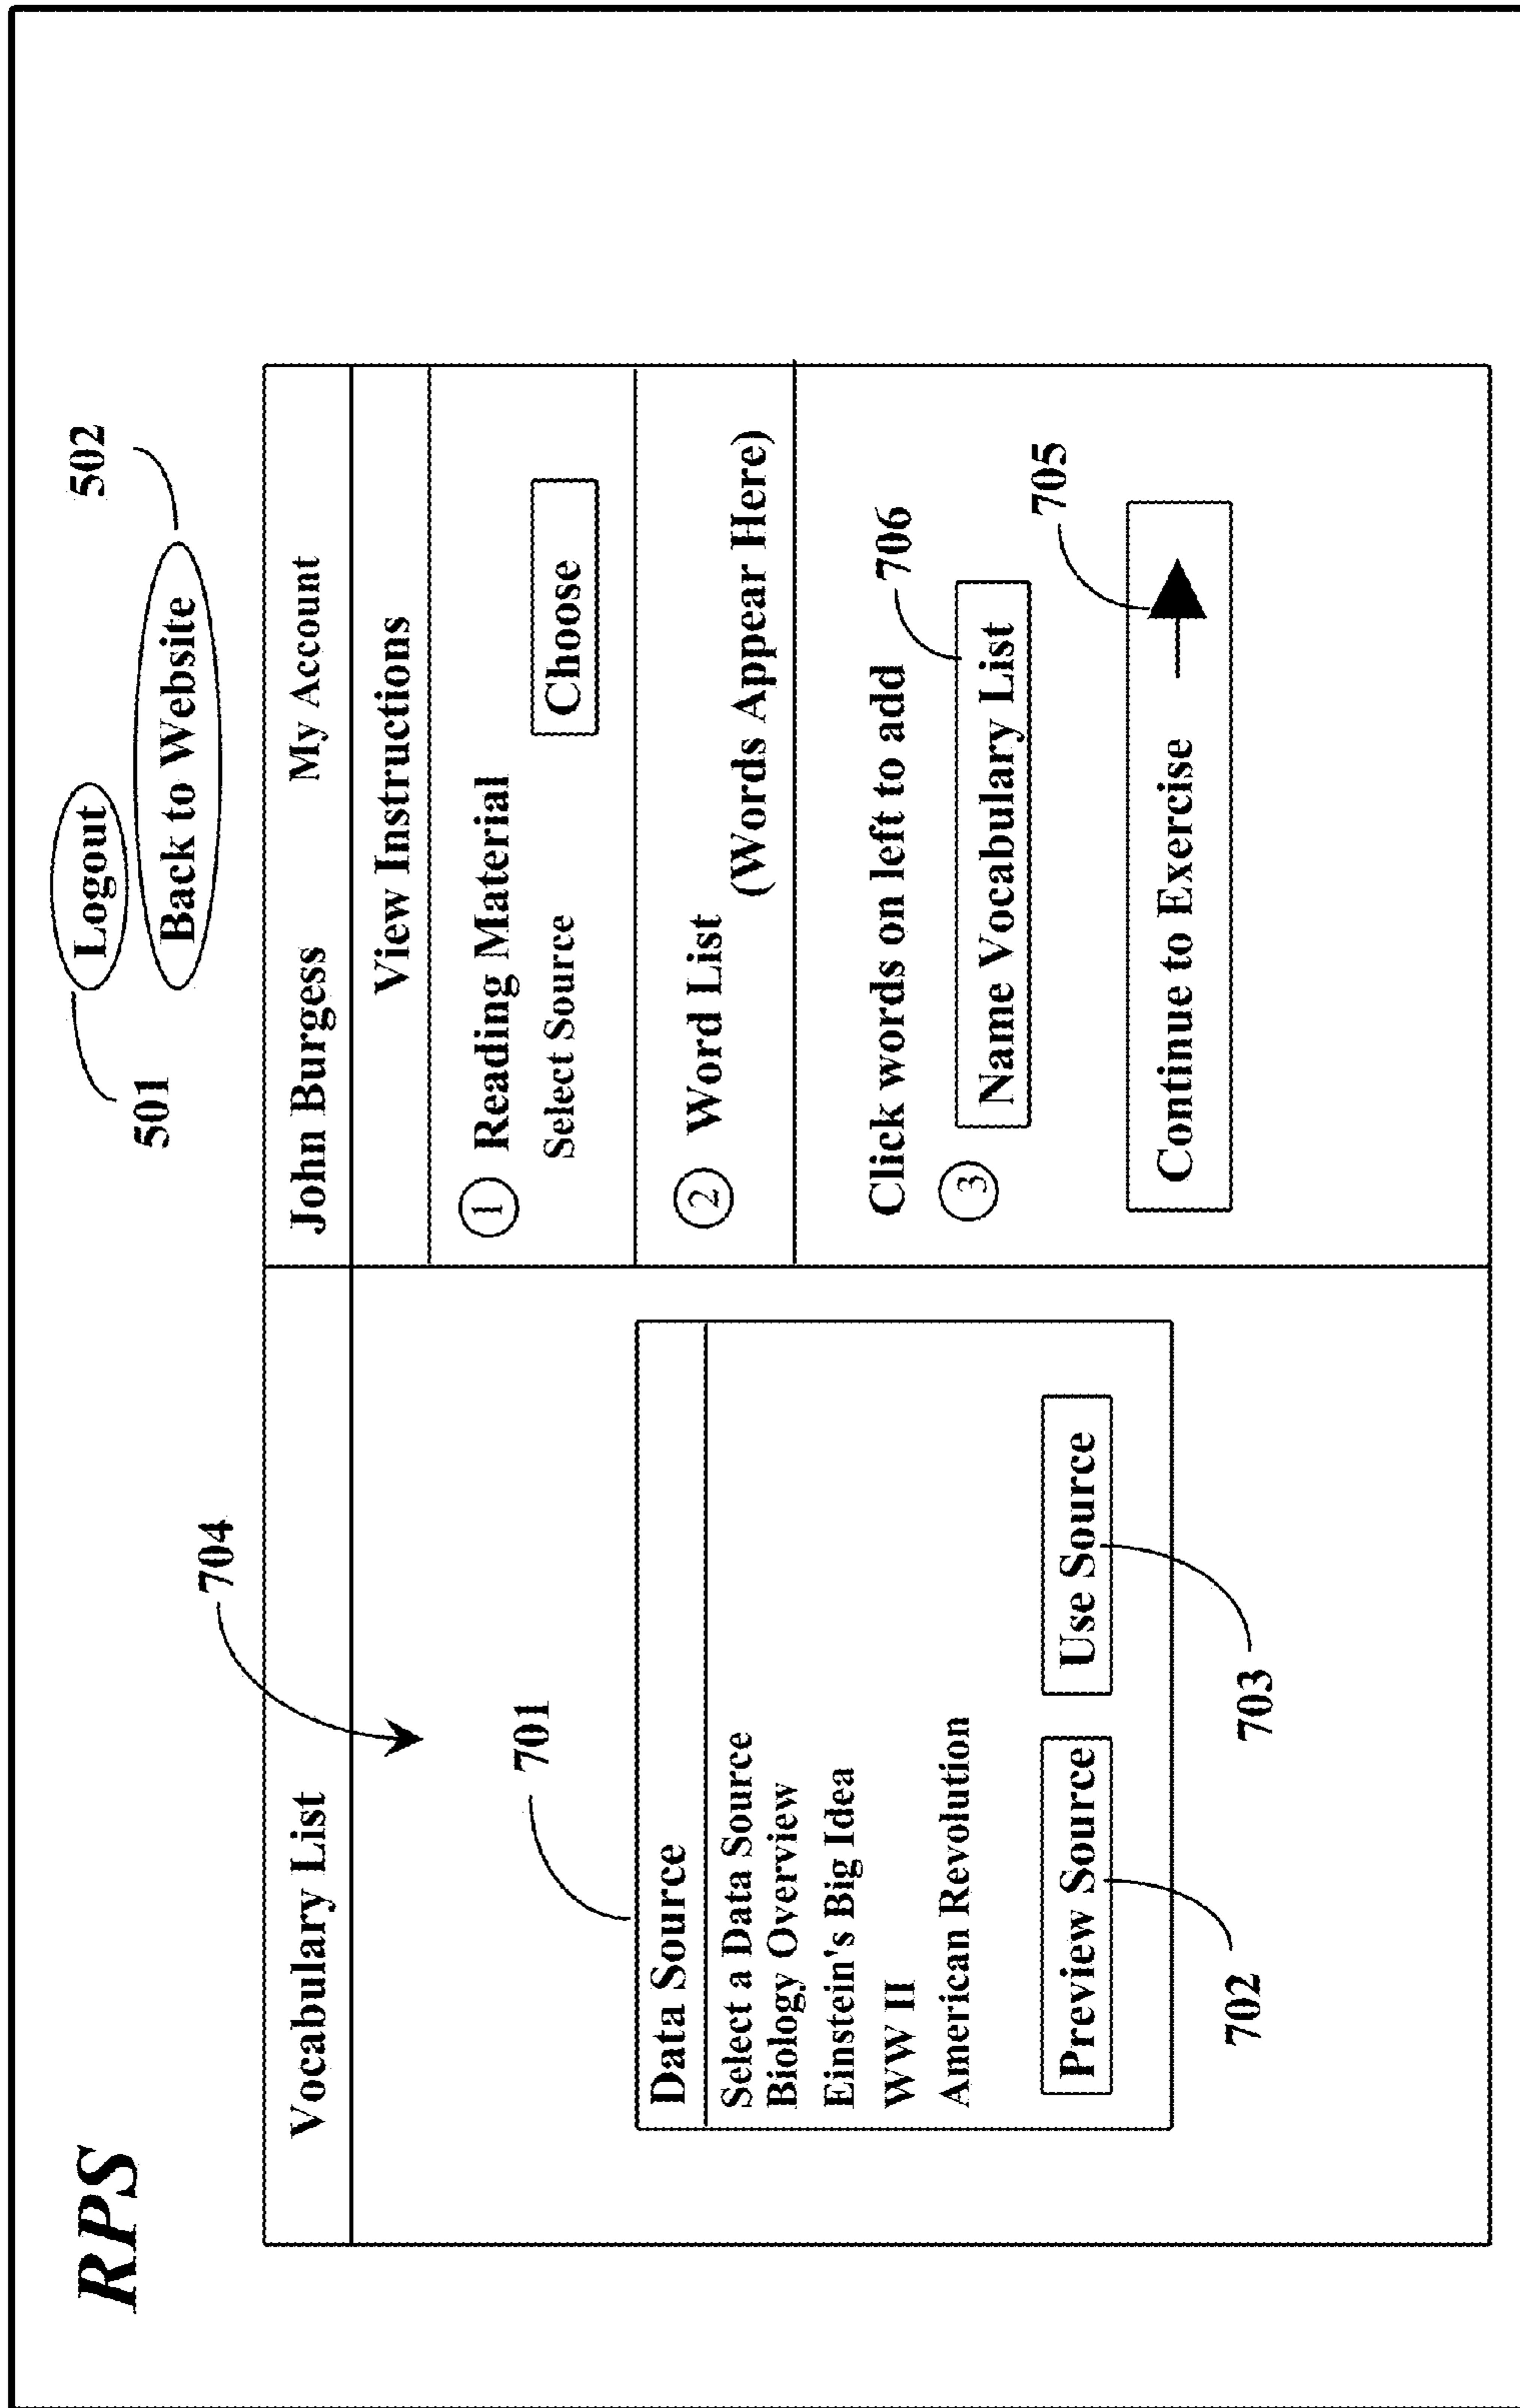 RPS
501
Logout
Back to Website
502
704
Vocabulary List
701
Data Source
Select a Data Source
Biology Overview
Einstein's Big Idea
WW II
American Revolution
Preview Source
Use Source
702
703
John Burgess
My Account
View Instructions
1 Reading Material
Select Source
Choose
2 Word List
(Words Appear Here)
Click words on left to add
706
3 Name Vocabulary List
705
Continue to Exercise